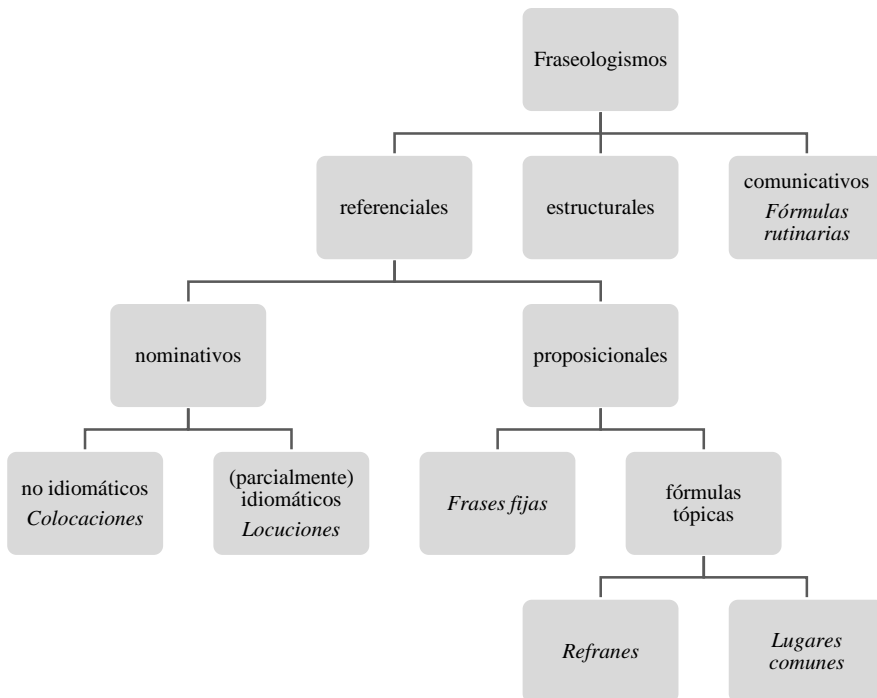 Fraseologismos
referenciales
estructurales
comunicativos
Fórmulas
rutinarias
nominativos
proposicionales
no idiomáticos
Colocaciones
(parcialmente)
idiomáticos
Locuciones
Frases fijas
fórmulas
tópicas
Refranes
Lugares
comunes